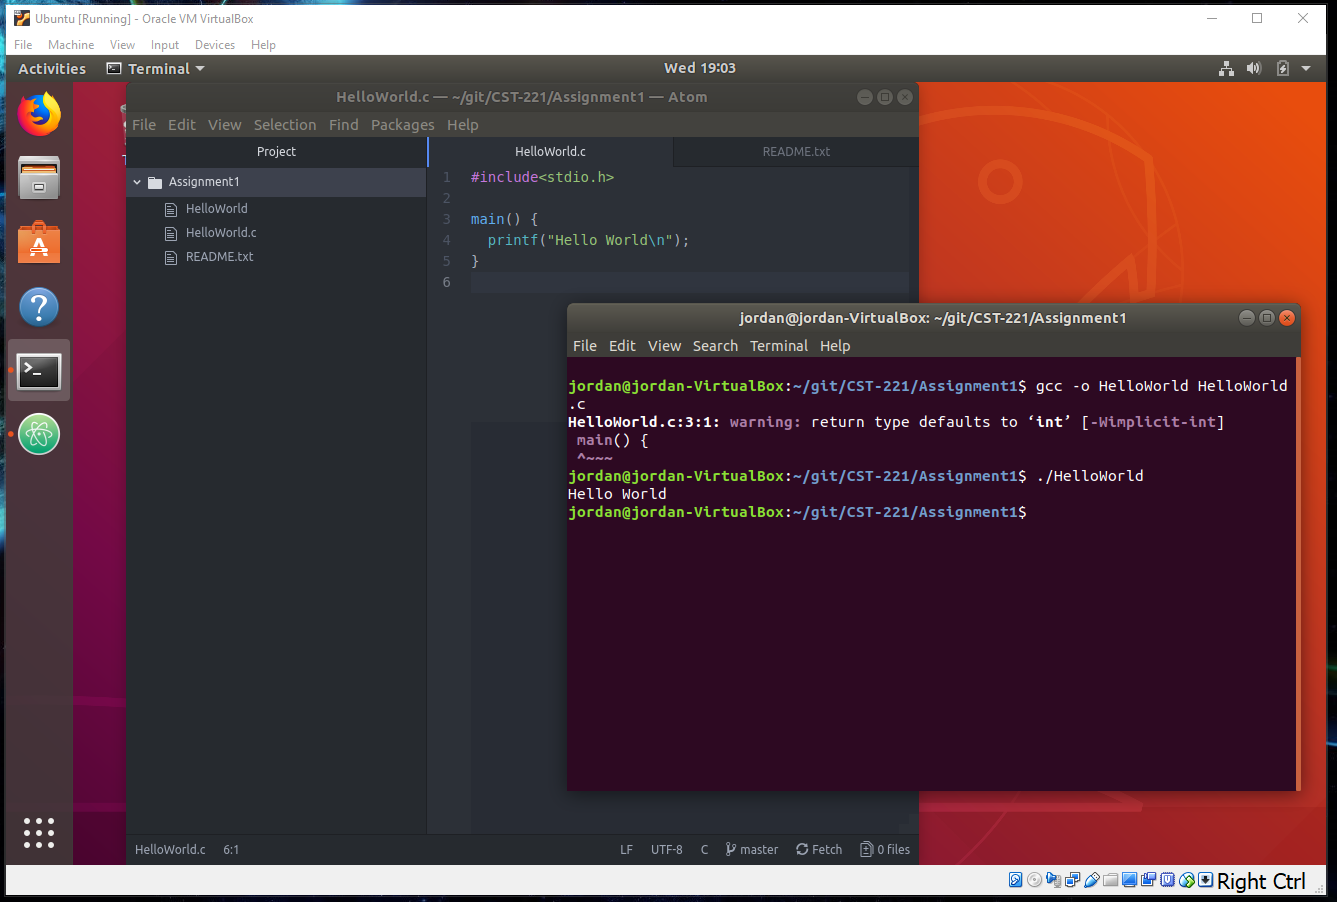 Ubuntu [Running] - Oracle VM VirtualBox
File Machine View Input Devices Help
Activities Terminal Wed 19:03
HelloWorld.c — ~/git/CST-221/Assignment1 — Atom
File Edit View Selection Find Packages Help
Project HelloWorld.c README.txt
Assignment1
HelloWorld
HelloWorld.c
README.txt
1 #include<stdio.h>
2
3 main() {
4 printf("Hello World\n");
5 }
6
jordan@jordan-VirtualBox: ~/git/CST-221/Assignment1
File Edit View Search Terminal Help
jordan@jordan-VirtualBox:~/git/CST-221/Assignment1$ gcc -o HelloWorld HelloWorld
.c
HelloWorld.c:3:1: warning: return type defaults to ‘int’ [-Wimplicit-int]
main() {
^~~~
jordan@jordan-VirtualBox:~/git/CST-221/Assignment1$ ./HelloWorld
Hello World
jordan@jordan-VirtualBox:~/git/CST-221/Assignment1$
HelloWorld.c 6:1 LF UTF-8 C master Fetch 0 files
Right Ctrl